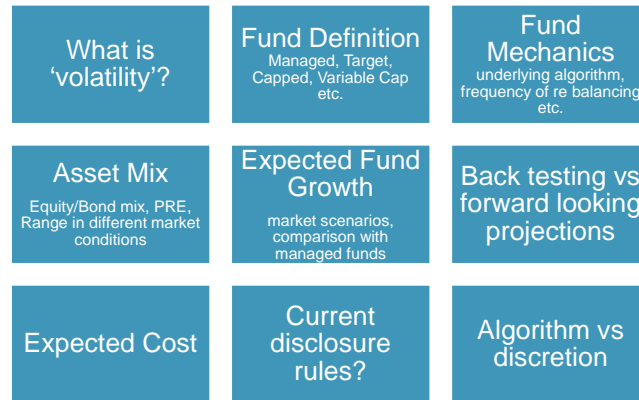 What is
‘volatility’?
Fund Definition
Managed, Target,
Capped, Variable Cap
etc.
Fund
Mechanics
underlying algorithm,
frequency of re balancing
etc.
Asset Mix
Equity/Bond mix, PRE,
Range in different market
conditions
Expected Fund
Growth
market scenarios,
comparison with
managed funds
Back testing vs
forward looking
projections
Expected Cost
Current
disclosure
rules?
Algorithm vs
discretion